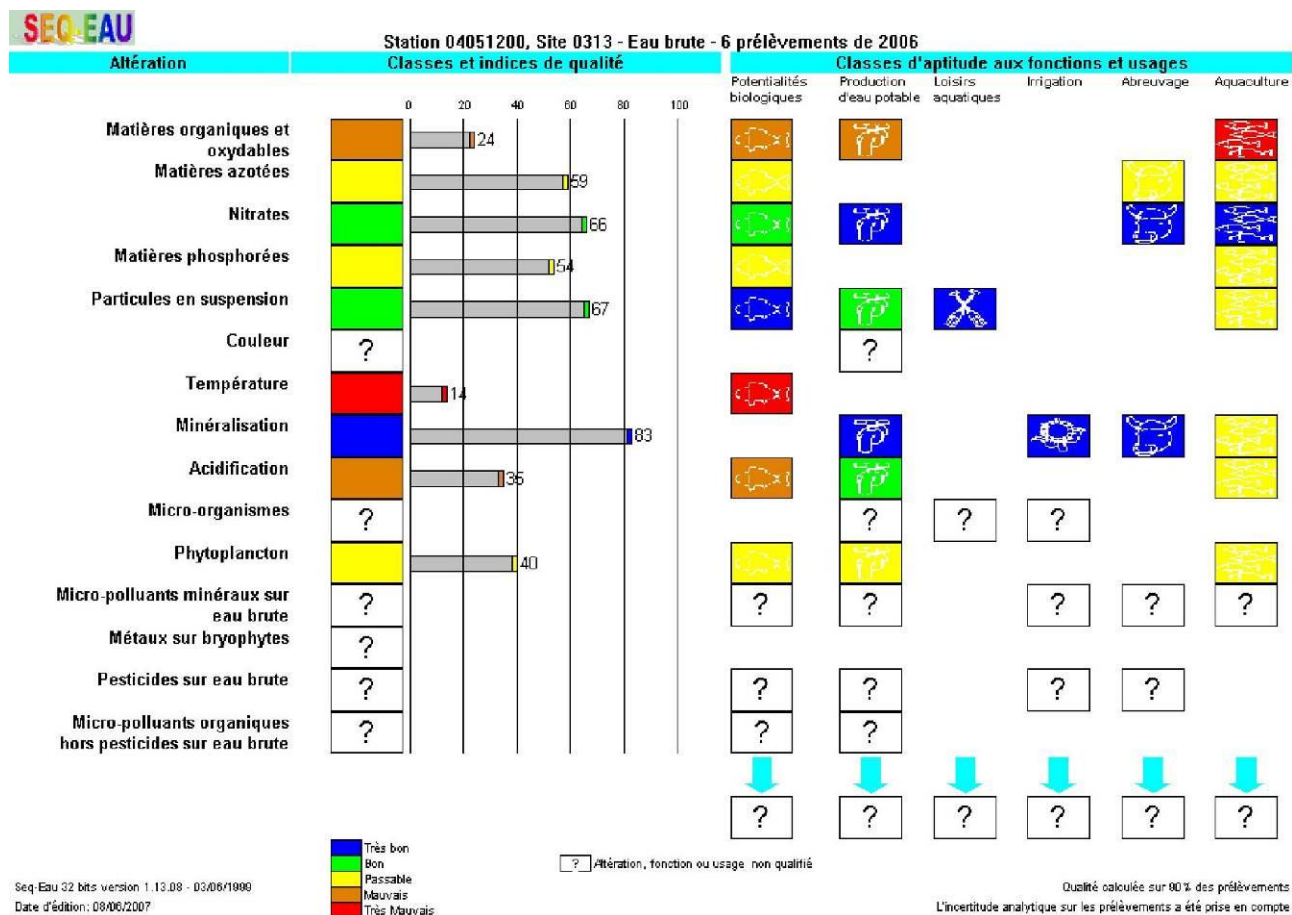 SEQ-EAU
Station 04051200, Site 0313 - Eau brute - 6 prélèvements de 2006
Altération
Classes et indices de qualité
Classes d'aptitude aux fonctions et usages
Potentialités biologiques
Production d'eau potable
Loisirs aquatiques
Irrigation
Abreuvage
Aquaculture
0 20 40 60 80 100
Matières organiques et
oxydables
24
Matières azotées
59
Nitrates
66
Matières phosphorées
54
Particules en suspension
67
Couleur
? ?
Température
14
Minéralisation
83
Acidification
35
Micro-organismes
? ? ? ?
Phytoplancton
40
Micro-polluants minéraux sur
eau brute
? ? ? ? ? ?
Métaux sur bryophytes
?
Pesticides sur eau brute
? ? ? ? ?
Micro-polluants organiques
hors pesticides sur eau brute
? ? ?
? ? ? ? ? ?
Très bon
Bon
Passable
Mauvais
Très Mauvais
? Altération, fonction ou usage non qualifié
Seq-Eau 32 bits version 1.13.08 - 03/06/1999
Date d'édition: 08/06/2007
Qualité calculée sur 90 % des prélèvements
L'incertitude analytique sur les prélèvements a été prise en compte